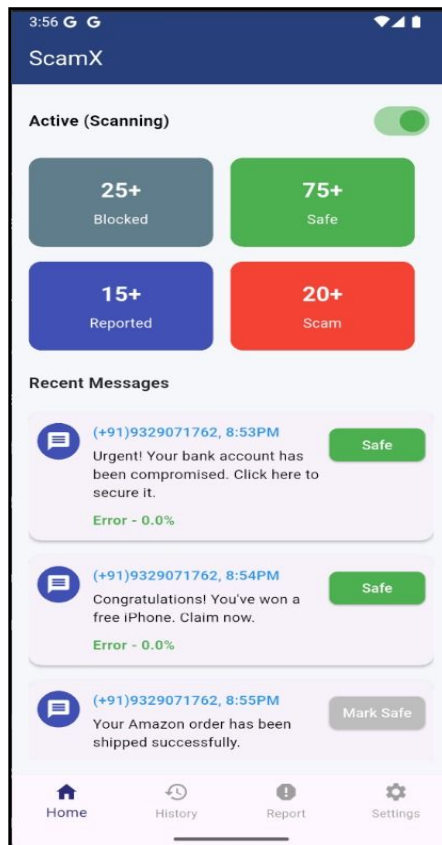 3:56 G G
ScamX
Active (Scanning)
25+
Blocked
75+
Safe
15+
Reported
20+
Scam
Recent Messages
(+91)9329071762, 8:53PM
Urgent! Your bank account has
been compromised. Click here to
secure it.
Error - 0.0%
Safe
(+91)9329071762, 8:54PM
Congratulations! You've won a
free iPhone. Claim now.
Error - 0.0%
Safe
(+91)9329071762, 8:55PM
Your Amazon order has been
shipped successfully.
Mark Safe
Home
History
Report
Settings